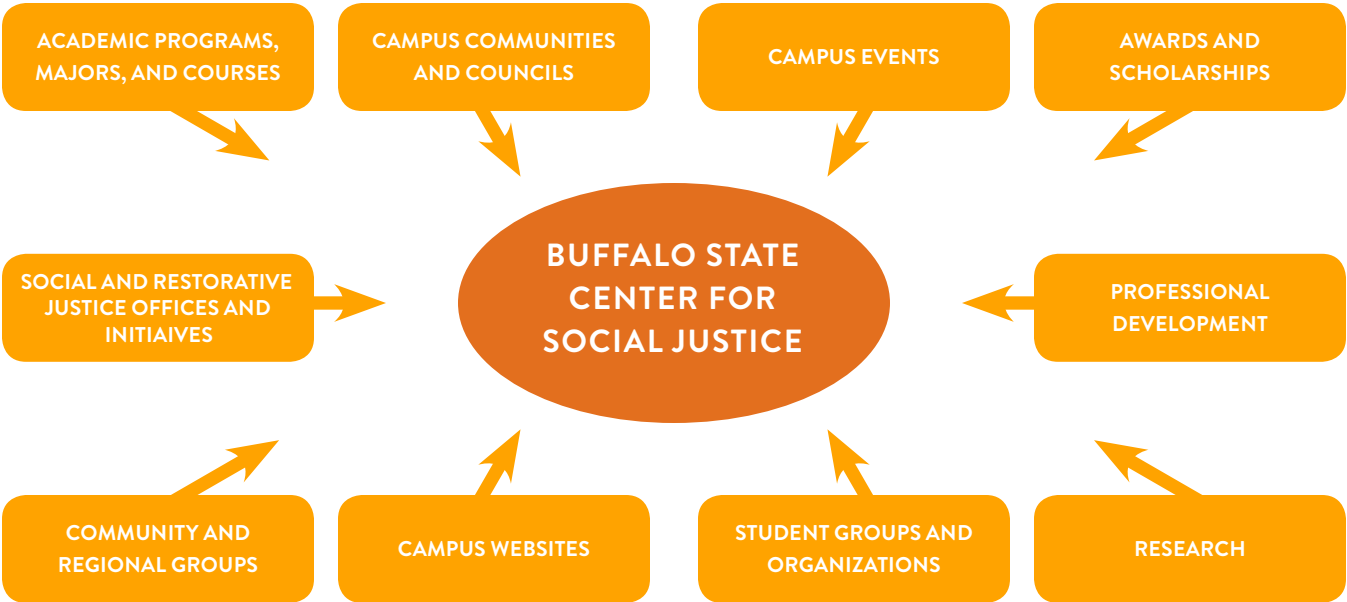 ACADEMIC PROGRAMS,
MAJORS, AND COURSES
CAMPUS COMMUNITIES
AND COUNCILS
CAMPUS EVENTS
AWARDS AND
SCHOLARSHIPS
SOCIAL AND RESTORATIVE
JUSTICE OFFICES AND
INITIAIVES
BUFFALO STATE
CENTER FOR
SOCIAL JUSTICE
PROFESSIONAL
DEVELOPMENT
COMMUNITY AND
REGIONAL GROUPS
CAMPUS WEBSITES
STUDENT GROUPS AND
ORGANIZATIONS
RESEARCH